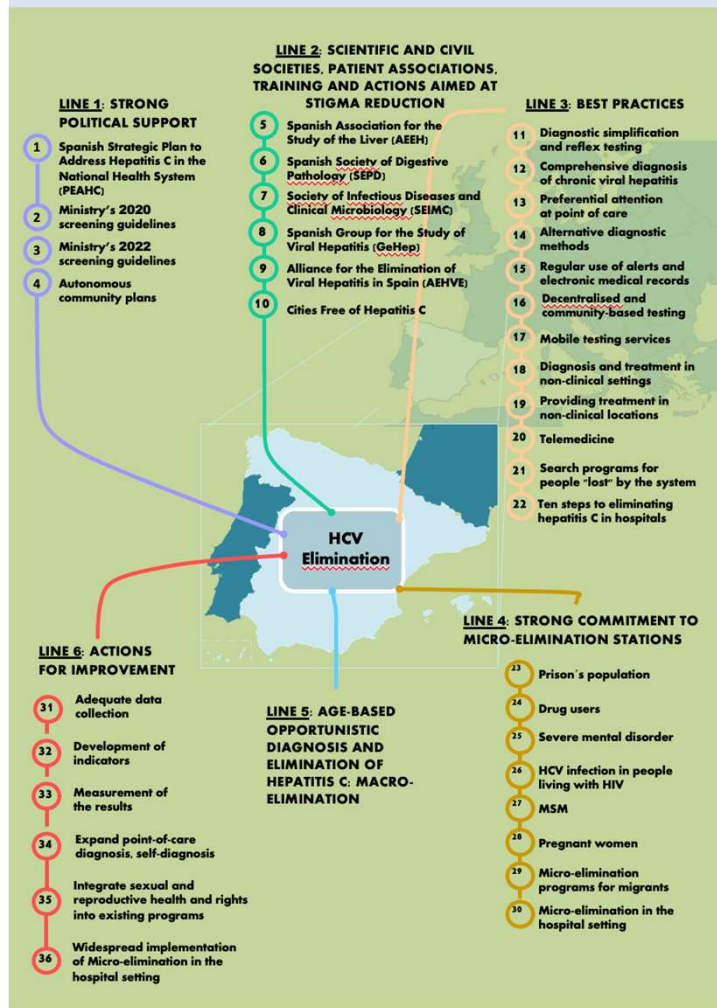 LINE 1: STRONG
POLITICAL SUPPORT
1
Spanish Strategic Plan to
Address Hepatitis C in the
National Health System
(PEAHC)
2
Ministry's 2020
screening guidelines
3
Ministry's 2022
screening guidelines
4
Autonomous
community plans
LINE 2: SCIENTIFIC AND CIVIL
SOCIETIES, PATIENT ASSOCIATIONS,
TRAINING AND ACTIONS AIMED AT
STIGMA REDUCTION
5
Spanish Association for the
Study of the Liver (AEEH)
6
Spanish Society of Digestive
Pathology (SEPD)
7
Society of Infectious Diseases and
Clinical Microbiology (SEIMC)
8
Spanish Group for the Study of
Viral Hepatitis (GeHep)
9
Alliance for the Elimination of
Viral Hepatitis in Spain (AEHVE)
10
Cities Free of Hepatitis C
LINE 3: BEST PRACTICES
11
Diagnostic simplification
and reflex testing
12
Comprehensive diagnosis
of chronic viral hepatitis
13
Preferential attention
at point of care
14
Alternative diagnostic
methods
15
Regular use of alerts and
electronic medical records
16
Decentralised and
community-based testing
17
Mobile testing services
18
Diagnosis and treatment in
non-clinical settings
19
Providing treatment in
non-clinical locations
20
Telemedicine
21
Search programs for
people "lost" by the system
22
Ten steps to eliminating
hepatitis C in hospitals
HCV
Elimination
LINE 4: STRONG COMMITMENT TO
MICRO-ELIMINATION STATIONS
23
Prison´s population
24
Drug users
25
Severe mental disorder
26
HCV infection in people
living with HIV
27
MSM
28
Pregnant women
29
Micro-elimination
programs for migrants
30
Micro-elimination in the
hospital setting
LINE 5: AGE-BASED
OPPORTUNISTIC
DIAGNOSIS AND
ELIMINATION OF
HEPATITIS C: MACRO-
ELIMINATION
LINE 6: ACTIONS
FOR IMPROVEMENT
31
Adequate data
collection
32
Development of
indicators
33
Measurement of
the results
34
Expand point-of-care
diagnosis, self-diagnosis
35
Integrate sexual and
reproductive health and rights
into existing programs
36
Widespread implementation
of Micro-elimination in the
hospital setting